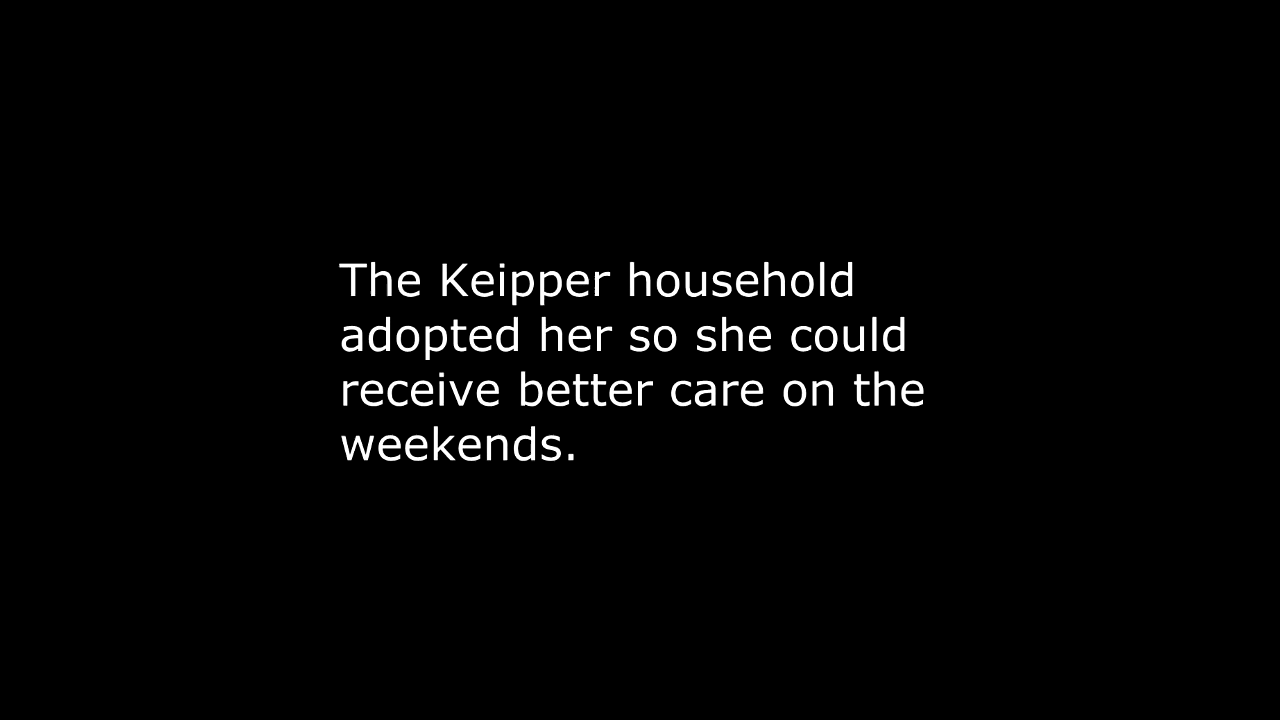 The Keipper household
adopted her so she could
receive better care on the
weekends.